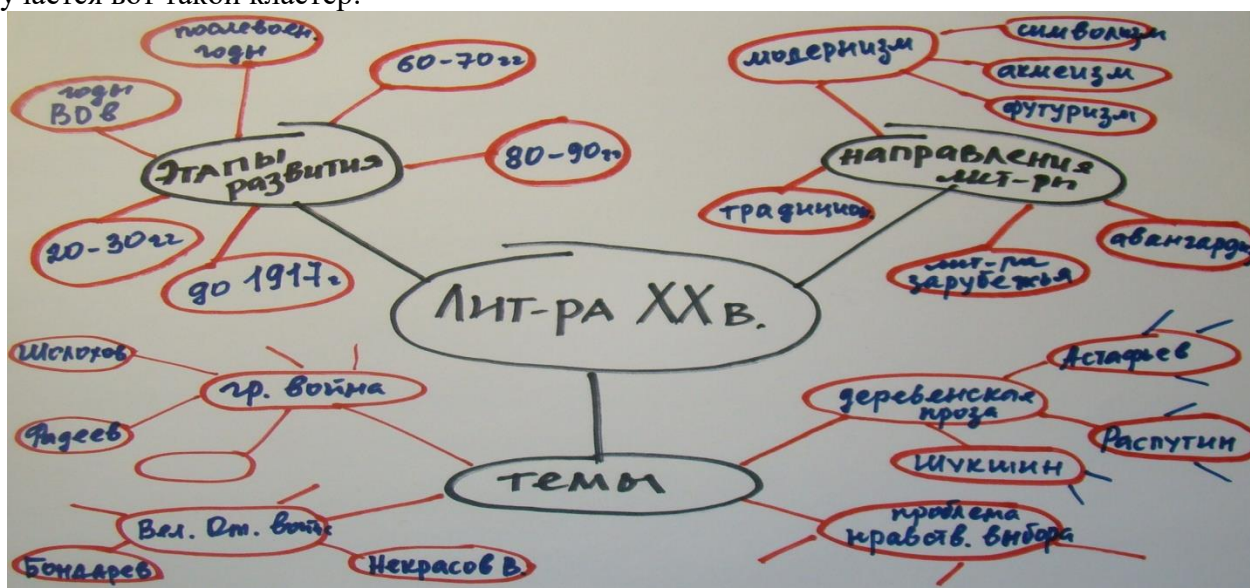 учается вот такой кластер:
послевоен.
годы
60-70гг
годы
ВОв
ЭТАПЫ
развития
80-90гг
20-30гг
до 1917г
модернизм
символизм
акмеизм
футуризм
направления
лит-ры
традицион.
лит-ра
зарубежья
авангардизм
Лит-ра XX в.
Шолохов
гр. война
Фадеев
Вел. От. война
Бондарев
Некрасов В.
темы
деревенская
проза
Астафьев
Распутин
Шукшин
проблема
нравств. выбора